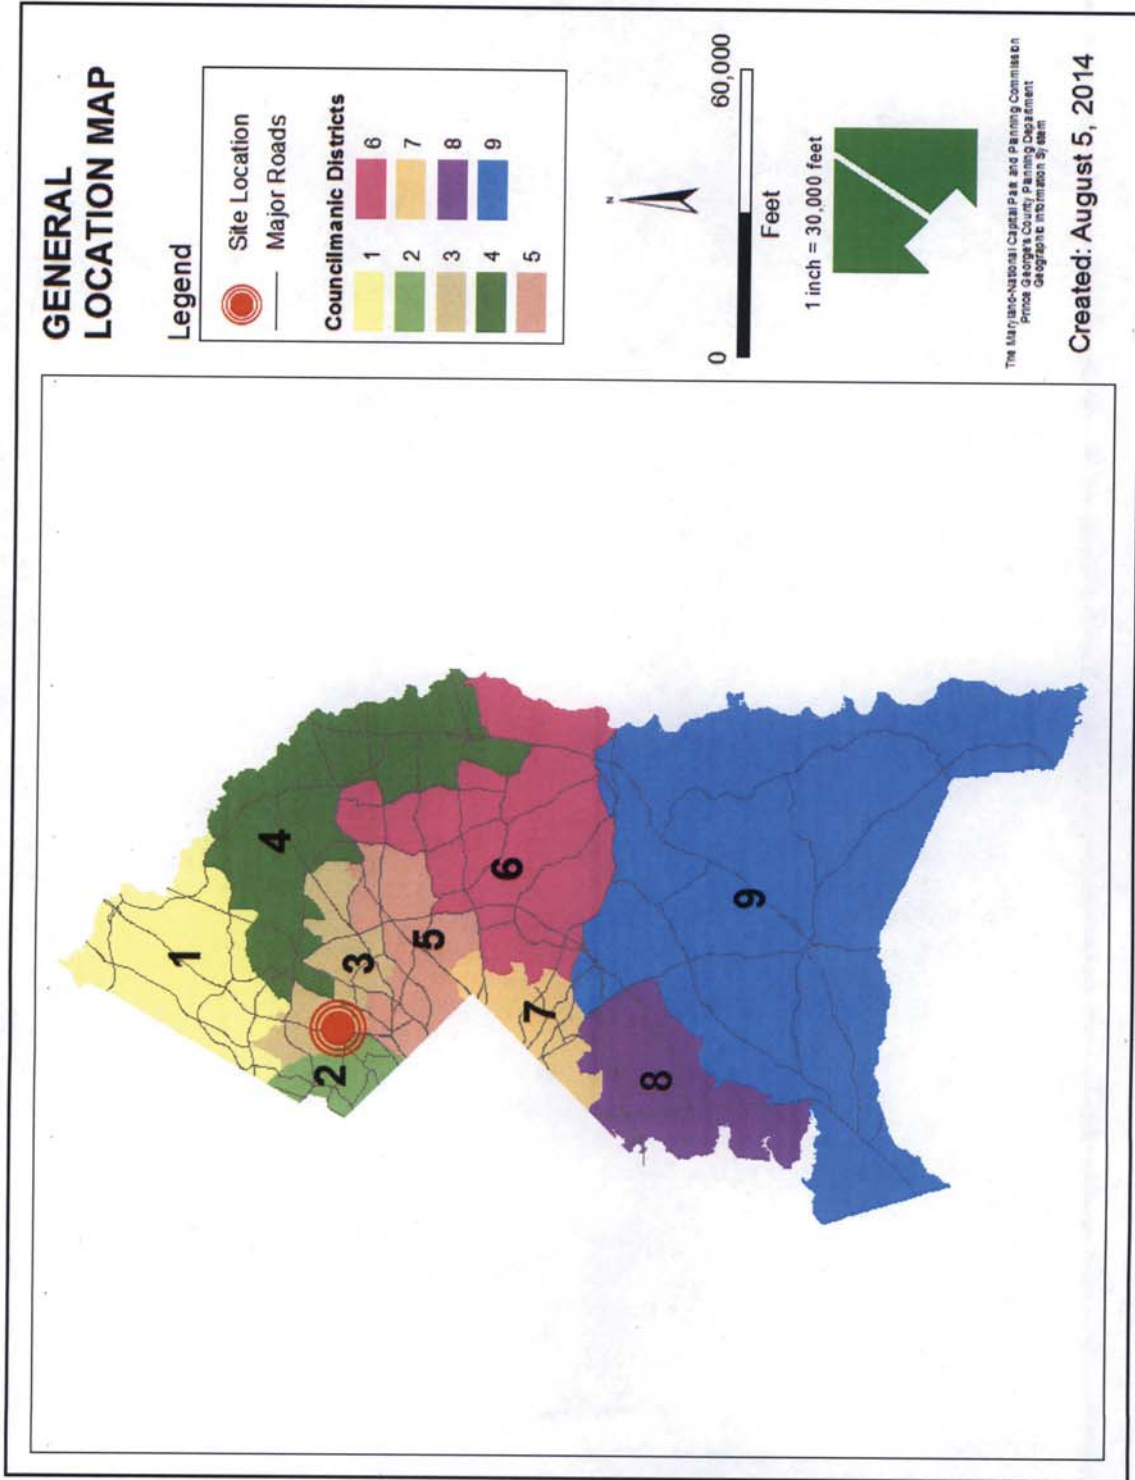 GENERAL
LOCATION MAP
Legend
Site Location
Major Roads
Councilmanic Districts
1
2
3
4
5
6
7
8
9
N
0
60,000
Feet
1 inch = 30,000 feet
The Maryland-National Capital Park and Planning Commission
Prince George's County Planning Department
Geographic Information System
Created: August 5, 2014
1
2
3
4
5
6
7
8
9